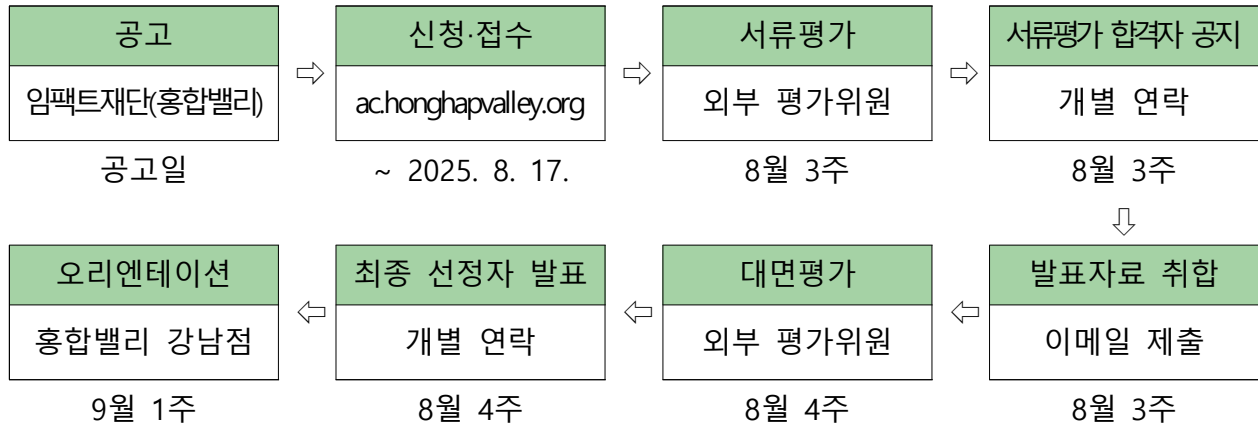 공고
임팩트재단(홍합밸리)
공고일
⇨
신청·접수
ac.honghapvalley.org
~ 2025. 8. 17.
⇨
서류평가
외부 평가위원
8월 3주
⇨
서류평가 합격자 공지
개별 연락
8월 3주
⇩
발표자료 취합
이메일 제출
8월 3주
⇦
대면평가
외부 평가위원
8월 4주
⇦
최종 선정자 발표
개별 연락
8월 4주
⇦
오리엔테이션
홍합밸리 강남점
9월 1주